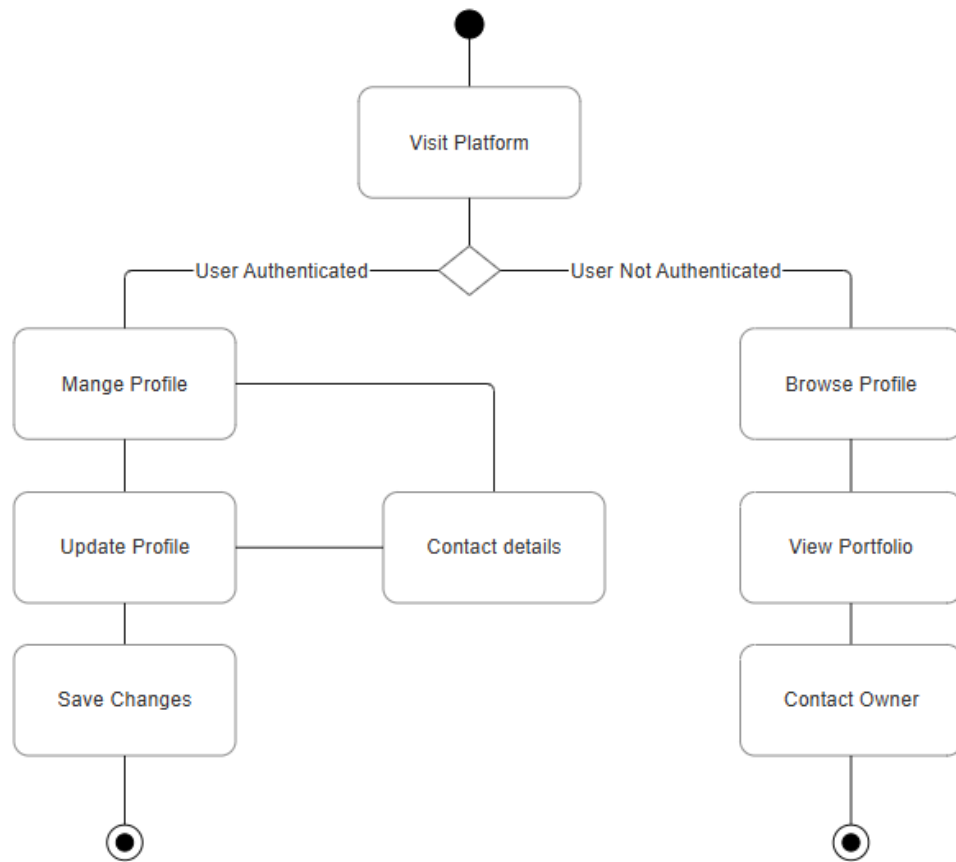 Visit Platform
User Authenticated
User Not Authenticated
Mange Profile
Browse Profile
Update Profile
Contact details
View Portfolio
Save Changes
Contact Owner